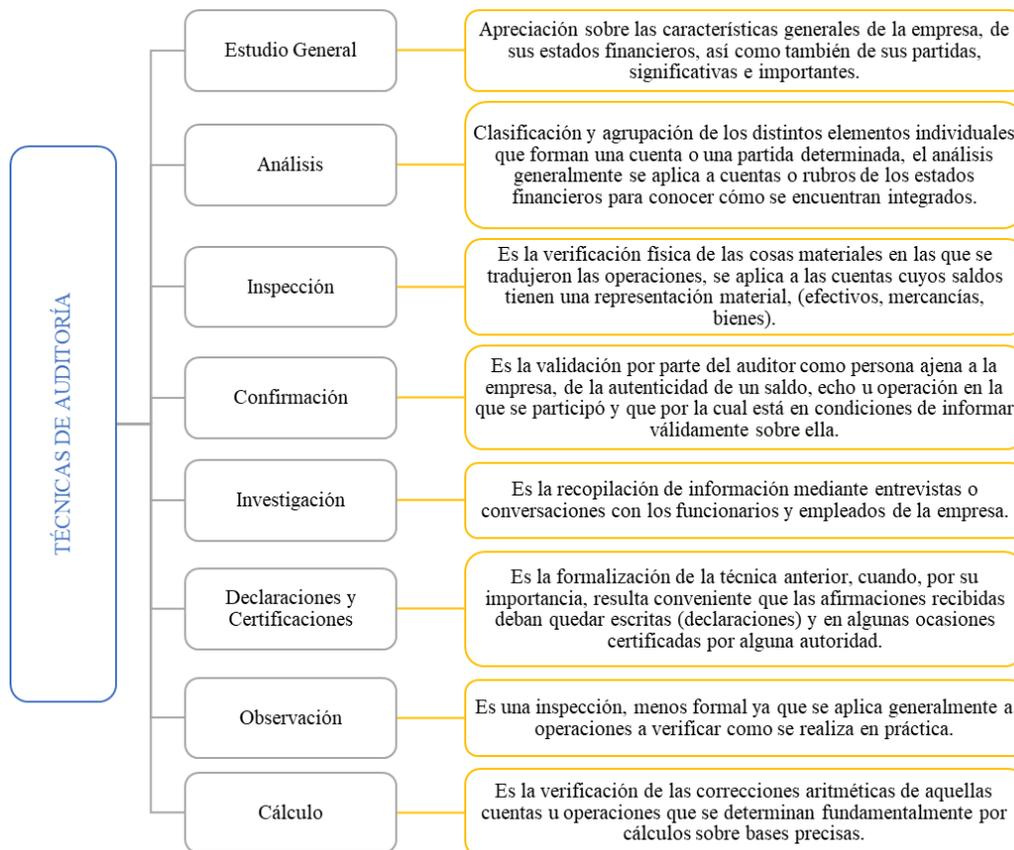 TÉCNICAS DE AUDITORÍA
Estudio General
Apreciación sobre las características generales de la empresa, de
sus estados financieros, así como también de sus partidas,
significativas e importantes.
Análisis
Clasificación y agrupación de los distintos elementos individuales
que forman una cuenta o una partida determinada, el análisis
generalmente se aplica a cuentas o rubros de los estados
financieros para conocer cómo se encuentran integrados.
Inspección
Es la verificación física de las cosas materiales en las que se
tradujeron las operaciones, se aplica a las cuentas cuyos saldos
tienen una representación material, (efectivos, mercancías,
bienes).
Confirmación
Es la validación por parte del auditor como persona ajena a la
empresa, de la autenticidad de un saldo, echo u operación en la
que se participó y que por la cual está en condiciones de informar
válidamente sobre ella.
Investigación
Es la recopilación de información mediante entrevistas o
conversaciones con los funcionarios y empleados de la empresa.
Declaraciones y
Certificaciones
Es la formalización de la técnica anterior, cuando, por su
importancia, resulta conveniente que las afirmaciones recibidas
deban quedar escritas (declaraciones) y en algunas ocasiones
certificadas por alguna autoridad.
Observación
Es una inspección, menos formal ya que se aplica generalmente a
operaciones a verificar como se realiza en práctica.
Cálculo
Es la verificación de las correcciones aritméticas de aquellas
cuentas u operaciones que se determinan fundamentalmente por
cálculos sobre bases precisas.